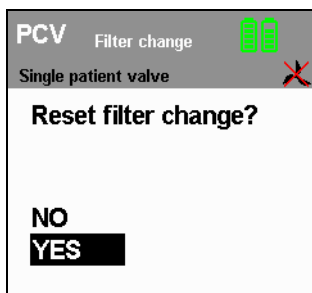 PCV Filter change
Single patient valve
Reset filter change?
NO
YES